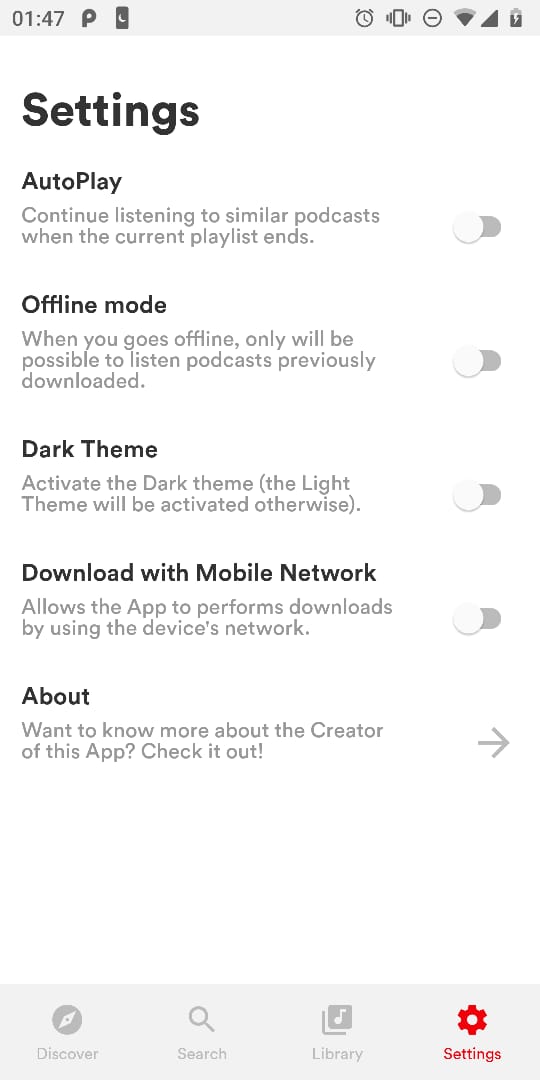 01:47
Settings
AutoPlay
Continue listening to similar podcasts
when the current playlist ends.
Offline mode
When you goes offline, only will be
possible to listen podcasts previously
downloaded.
Dark Theme
Activate the Dark theme (the Light
Theme will be activated otherwise).
Download with Mobile Network
Allows the App to performs downloads
by using the device's network.
About
Want to know more about the Creator
of this App? Check it out!
Discover
Search
Library
Settings